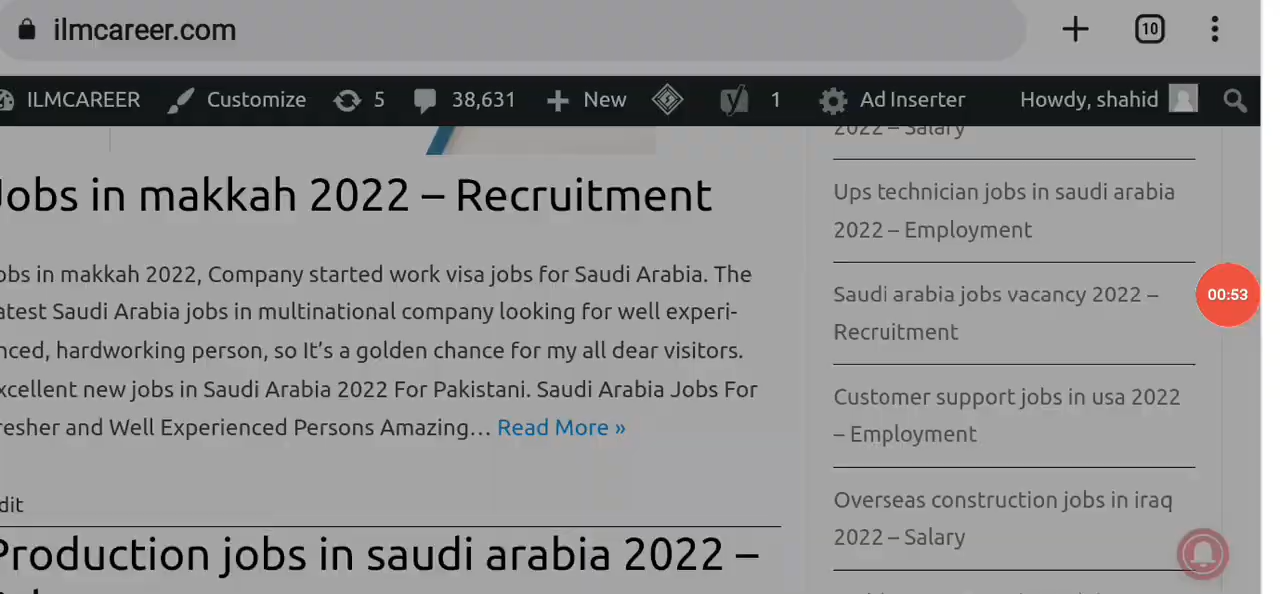 ilmcareer.com
10
ILMCAREER Customize 5 38,631 New 1 Ad Inserter Howdy, shahid
Jobs in makkah 2022 – Recruitment
obs in makkah 2022, Company started work visa jobs for Saudi Arabia. The
atest Saudi Arabia jobs in multinational company looking for well experi-
nced, hardworking person, so It's a golden chance for my all dear visitors.
xcellent new jobs in Saudi Arabia 2022 For Pakistani. Saudi Arabia Jobs For
resher and Well Experienced Persons Amazing... Read More »
dit
Production jobs in saudi arabia 2022 –
2022 – Salary
Ups technician jobs in saudi arabia
2022 – Employment
Saudi arabia jobs vacancy 2022 –
Recruitment
Customer support jobs in usa 2022
– Employment
Overseas construction jobs in iraq
2022 – Salary
00:53